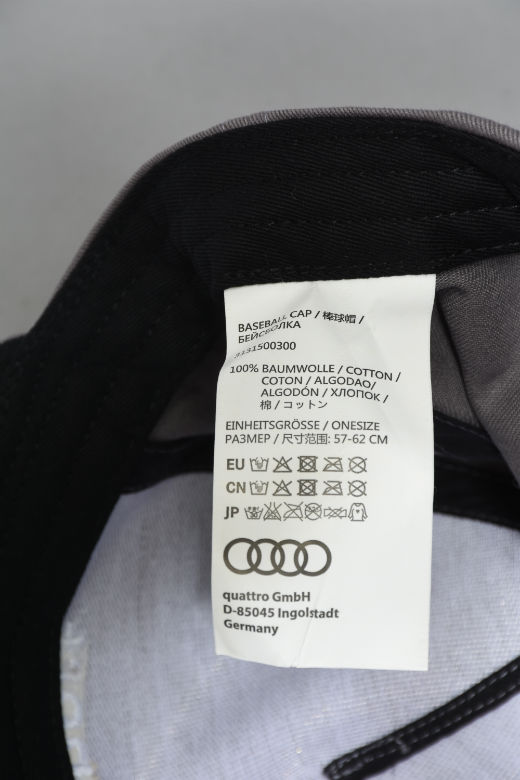 BASEBALL CAP / 棒球帽 /
БЕЙСБОЛКА
3131500300
100% BAUMWOLLE / COTTON /
COTON / ALGODAO/
ALGODÓN / ХЛОПОК /
棉 / コットン
EINHEITSGRÖSSE / ONESIZE
РАЗМЕР / 尺寸范围: 57-62 CM
EU
CN
JP
quattro GmbH
D-85045 Ingolstadt
Germany